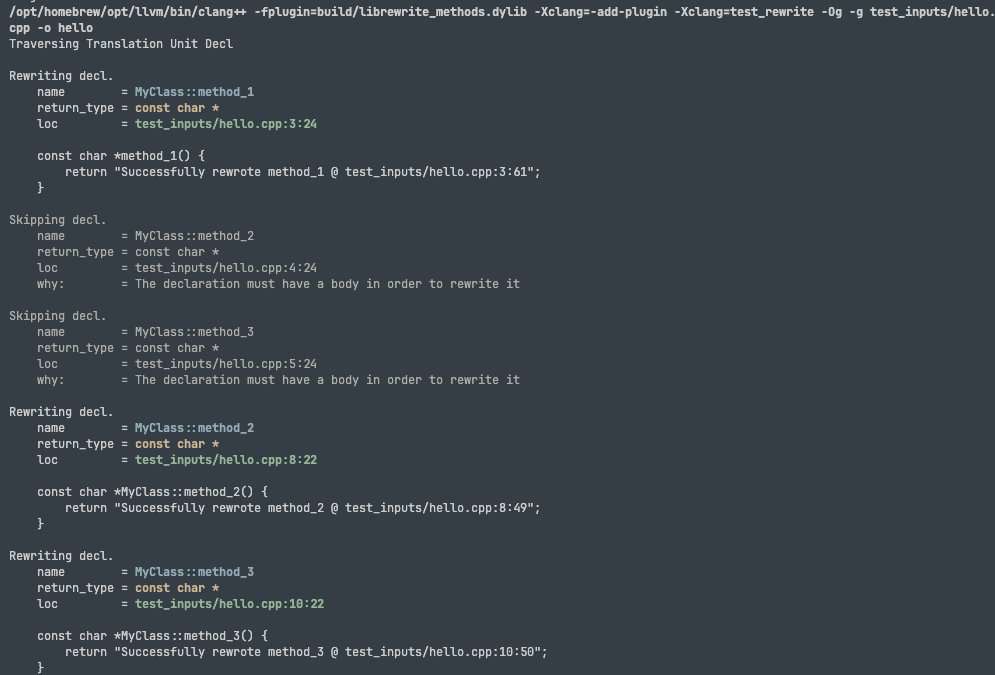 /opt/homebrew/opt/llvm/bin/clang++ -fplugin=build/librewrite_methods.dylib -Xclang=-add-plugin -Xclang=test_rewrite -Og -g test_inputs/hello.
cpp -o hello
Traversing Translation Unit Decl
Rewriting decl.
name = MyClass::method_1
return_type = const char *
loc = test_inputs/hello.cpp:3:24
const char *method_1() {
return "Successfully rewrote method_1 @ test_inputs/hello.cpp:3:61";
}
Skipping decl.
name = MyClass::method_2
return_type = const char *
loc = test_inputs/hello.cpp:4:24
why: = The declaration must have a body in order to rewrite it
Skipping decl.
name = MyClass::method_3
return_type = const char *
loc = test_inputs/hello.cpp:5:24
why: = The declaration must have a body in order to rewrite it
Rewriting decl.
name = MyClass::method_2
return_type = const char *
loc = test_inputs/hello.cpp:8:22
const char *MyClass::method_2() {
return "Successfully rewrote method_2 @ test_inputs/hello.cpp:8:49";
}
Rewriting decl.
name = MyClass::method_3
return_type = const char *
loc = test_inputs/hello.cpp:10:22
const char *MyClass::method_3() {
return "Successfully rewrote method_3 @ test_inputs/hello.cpp:10:50";
}